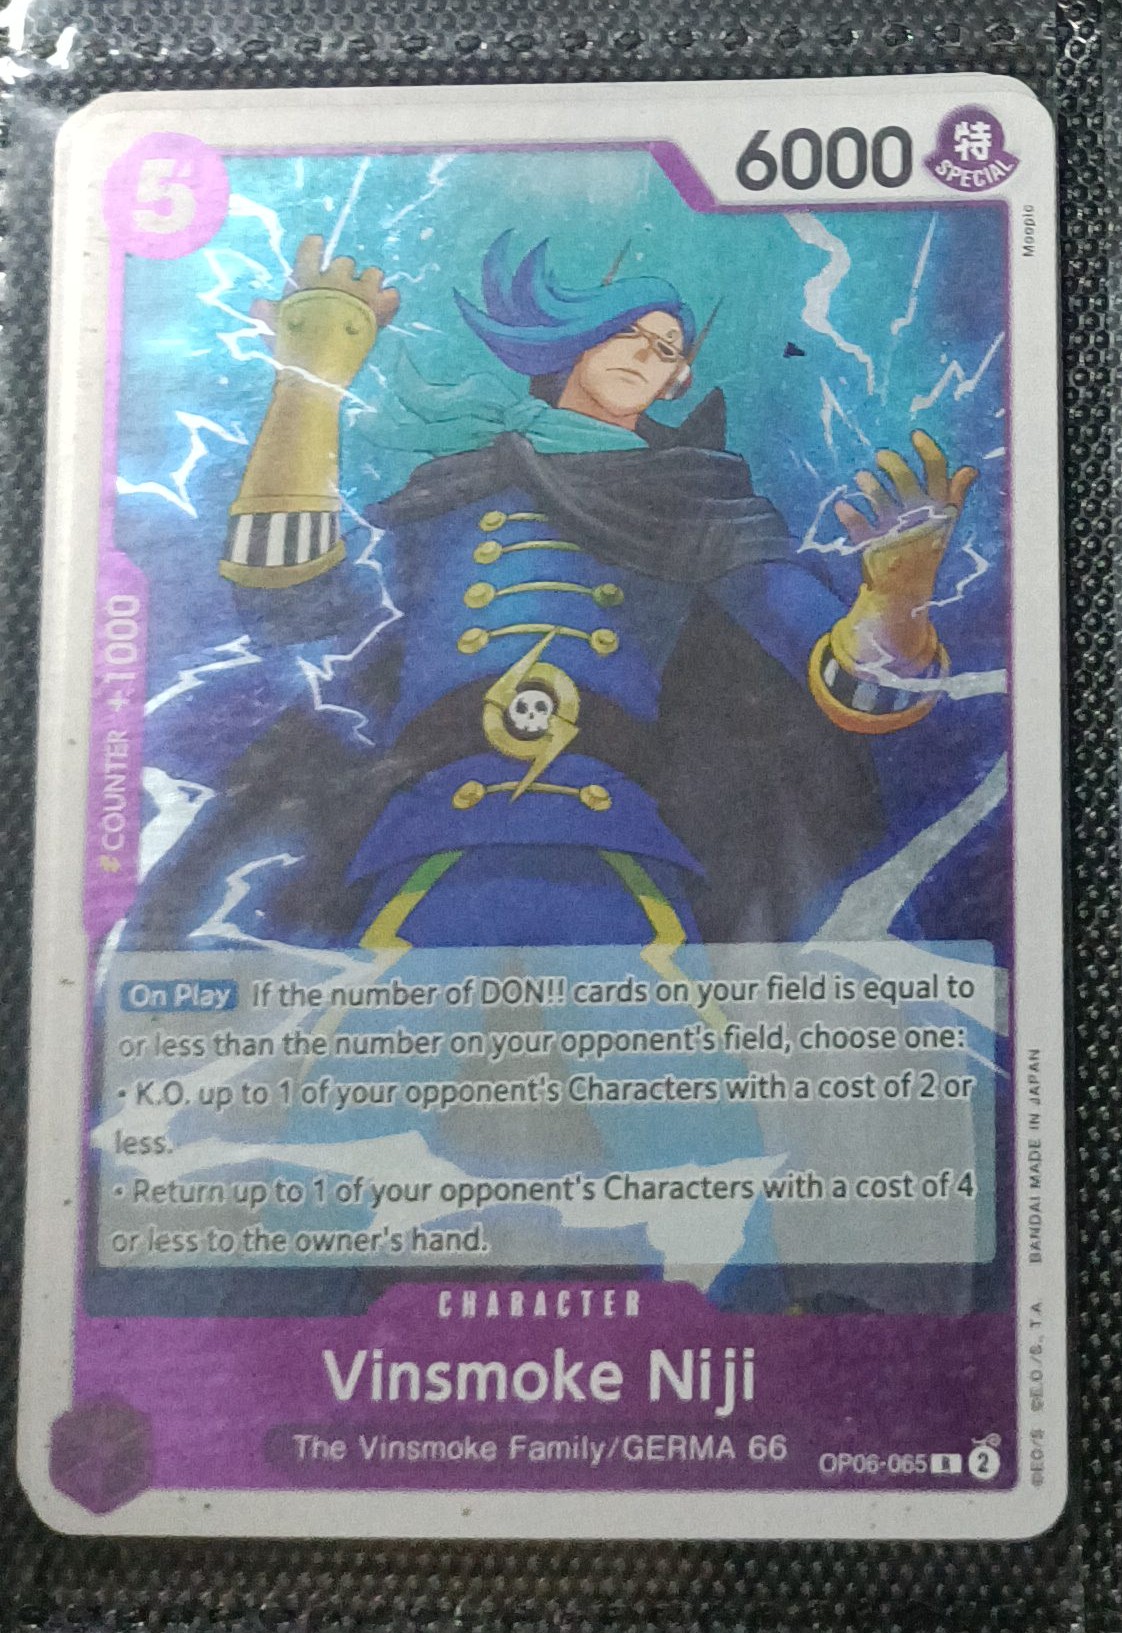 5
6000
特
SPECIAL
Moopic
COUNTER +1000
On Play If the number of DON!! cards on your field is equal to
or less than the number on your opponent's field, choose one:
• K.O. up to 1 of your opponent's Characters with a cost of 2 or
less.
• Return up to 1 of your opponent's Characters with a cost of 4
or less to the owner's hand.
CHARACTER
Vinsmoke Niji
The Vinsmoke Family/GERMA 66
OP06-065 R 2
©E.O/S ©E.O./S., T.A BANDAI MADE IN JAPAN